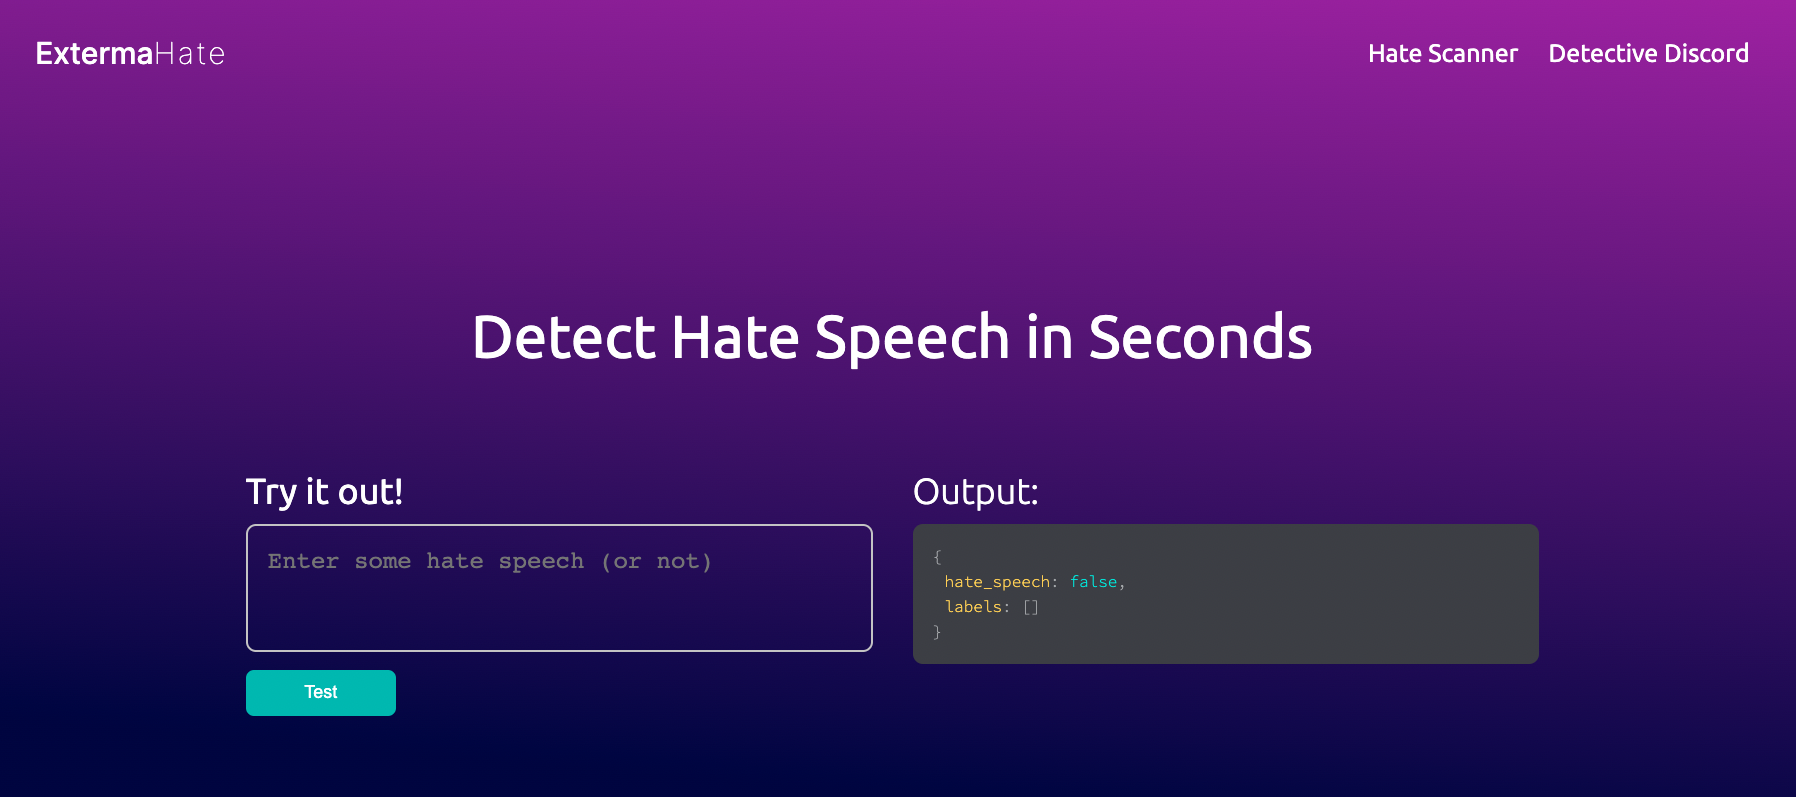 ExtermaHate
Hate Scanner Detective Discord
Detect Hate Speech in Seconds
Try it out!
Enter some hate speech (or not)
Test
Output:
{
hate_speech: false,
labels: []
}